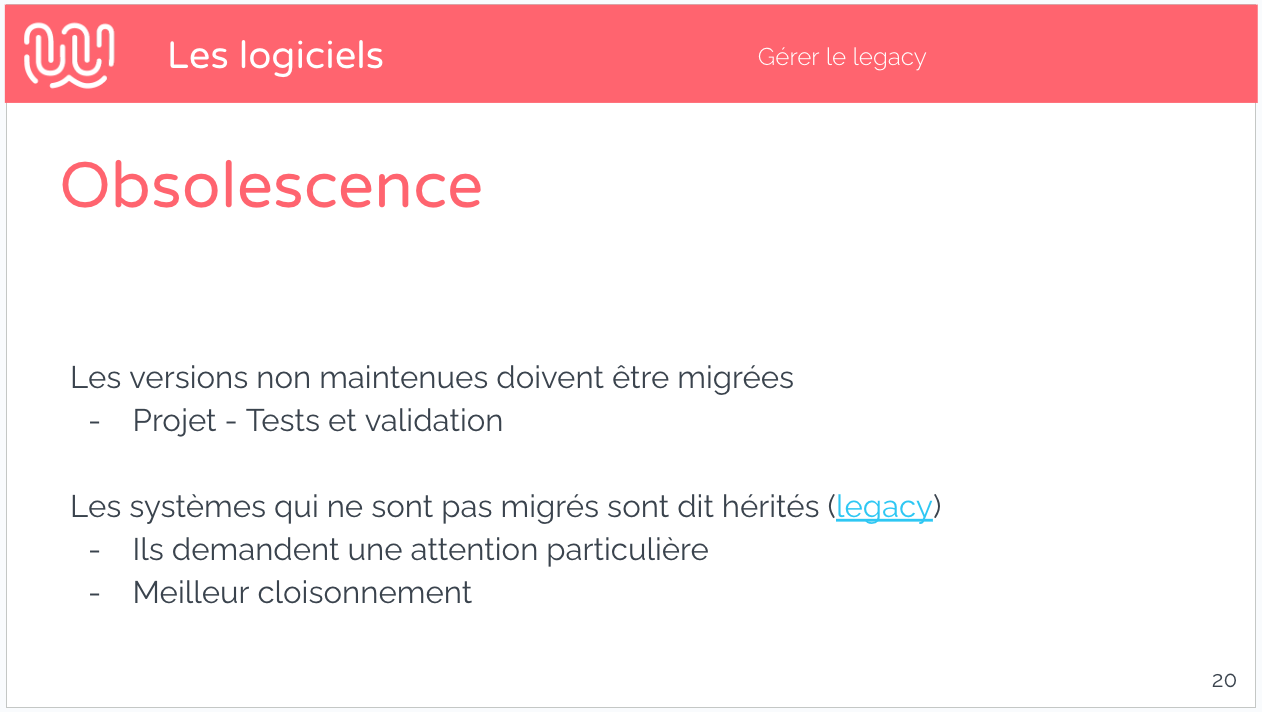 Les logiciels
Gérer le legacy
Obsolescence
Les versions non maintenues doivent être migrées
- Projet - Tests et validation
Les systèmes qui ne sont pas migrés sont dit hérités (legacy)
- Ils demandent une attention particulière
- Meilleur cloisonnement
20